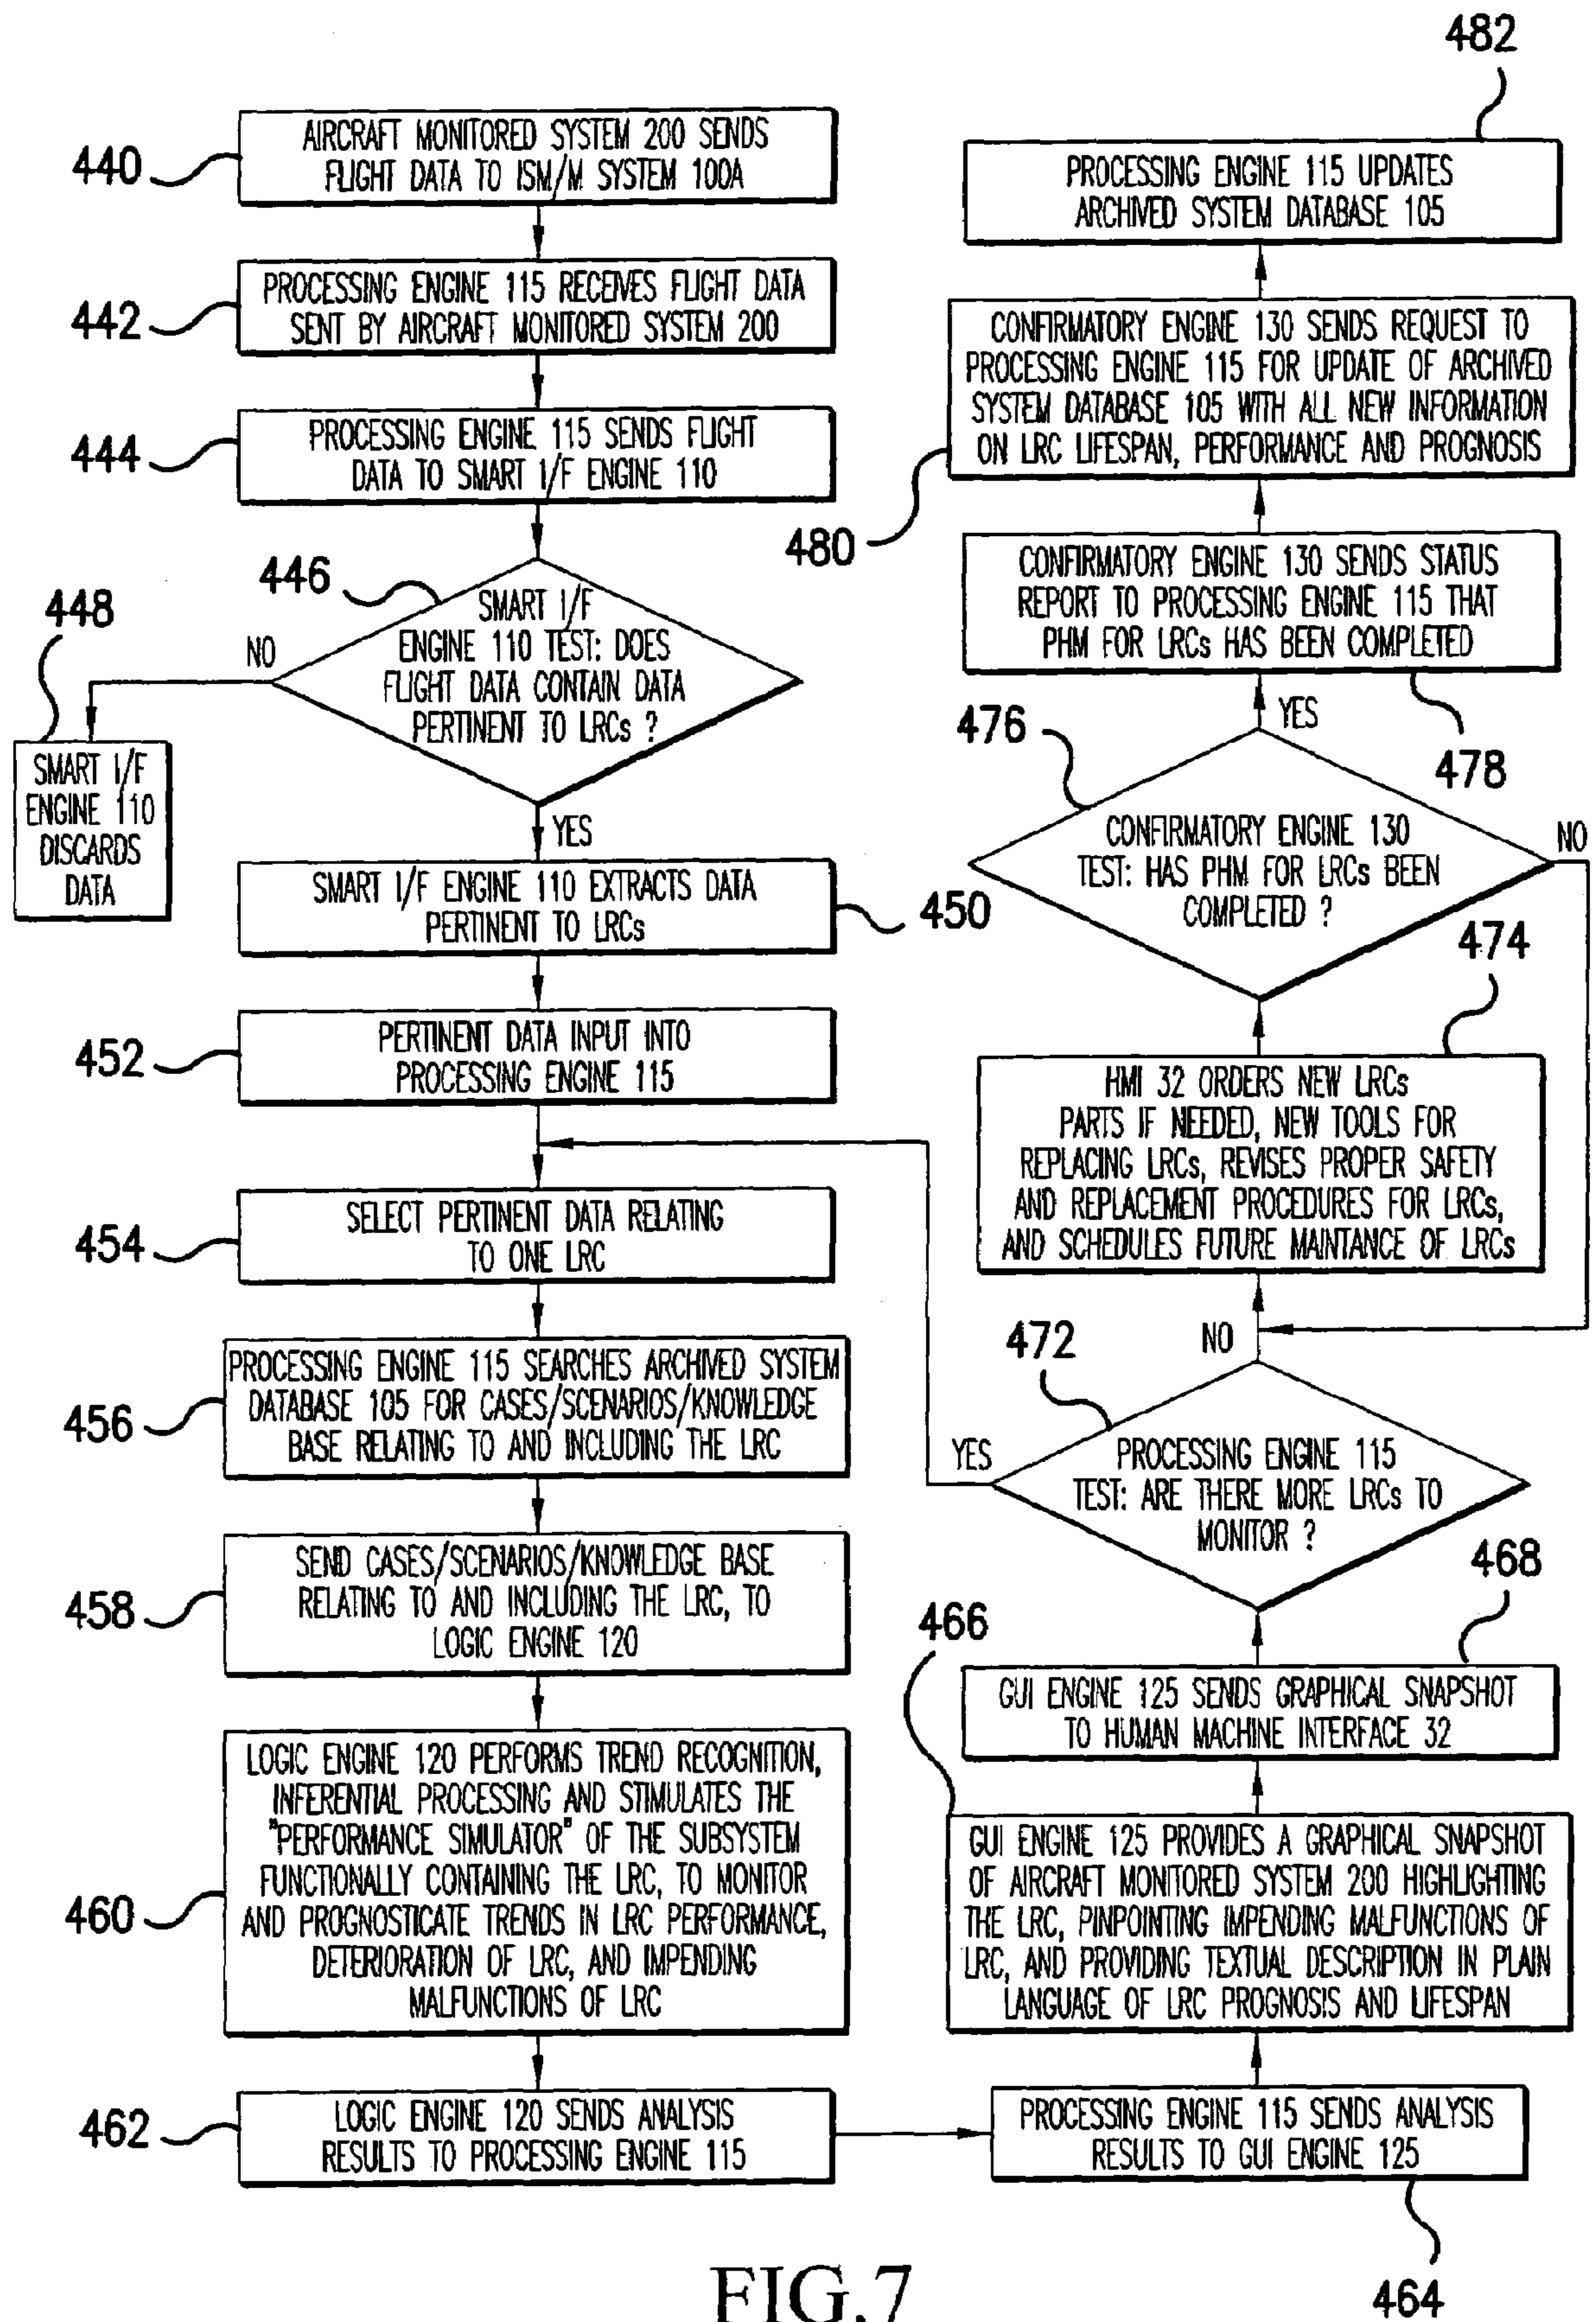 440
AIRCRAFT MONITORED SYSTEM 200 SENDS
FLIGHT DATA TO ISM/M SYSTEM 100A
442
PROCESSING ENGINE 115 RECEIVES FLIGHT DATA
SENT BY AIRCRAFT MONITORED SYSTEM 200
444
PROCESSING ENGINE 115 SENDS FLIGHT
DATA TO SMART I/F ENGINE 110
446
SMART I/F
ENGINE 110 TEST: DOES
FLIGHT DATA CONTAIN DATA
PERTINENT TO LRCs ?
NO
448
SMART I/F
ENGINE 110
DISCARDS
DATA
YES
SMART I/F ENGINE 110 EXTRACTS DATA
PERTINENT TO LRCs
450
452
PERTINENT DATA INPUT INTO
PROCESSING ENGINE 115
454
SELECT PERTINENT DATA RELATING
TO ONE LRC
456
PROCESSING ENGINE 115 SEARCHES ARCHIVED SYSTEM
DATABASE 105 FOR CASES/SCENARIOS/KNOWLEDGE
BASE RELATING TO AND INCLUDING THE LRC
458
SEND CASES/SCENARIOS/KNOWLEDGE BASE
RELATING TO AND INCLUDING THE LRC, TO
LOGIC ENGINE 120
460
LOGIC ENGINE 120 PERFORMS TREND RECOGNITION,
INFERENTIAL PROCESSING AND STIMULATES THE
"PERFORMANCE SIMULATOR" OF THE SUBSYSTEM
FUNCTIONALLY CONTAINING THE LRC, TO MONITOR
AND PROGNOSTICATE TRENDS IN LRC PERFORMANCE,
DETERIORATION OF LRC, AND IMPENDING
MALFUNCTIONS OF LRC
462
LOGIC ENGINE 120 SENDS ANALYSIS
RESULTS TO PROCESSING ENGINE 115
PROCESSING ENGINE 115 SENDS ANALYSIS
RESULTS TO GUI ENGINE 125
464
466
GUI ENGINE 125 PROVIDES A GRAPHICAL SNAPSHOT
OF AIRCRAFT MONITORED SYSTEM 200 HIGHLIGHTING
THE LRC, PINPOINTING IMPENDING MALFUNCTIONS OF
LRC, AND PROVIDING TEXTUAL DESCRIPTION IN PLAIN
LANGUAGE OF LRC PROGNOSIS AND LIFESPAN
468
GUI ENGINE 125 SENDS GRAPHICAL SNAPSHOT
TO HUMAN MACHINE INTERFACE 32
472
PROCESSING ENGINE 115
TEST: ARE THERE MORE LRCs TO
MONITOR ?
YES
NO
474
HMI 32 ORDERS NEW LRCs
PARTS IF NEEDED, NEW TOOLS FOR
REPLACING LRCs, REVISES PROPER SAFETY
AND REPLACEMENT PROCEDURES FOR LRCs,
AND SCHEDULES FUTURE MAINTANCE OF LRCs
476
CONFIRMATORY ENGINE 130
TEST: HAS PHM FOR LRCs BEEN
COMPLETED ?
NO
YES
478
CONFIRMATORY ENGINE 130 SENDS STATUS
REPORT TO PROCESSING ENGINE 115 THAT
PHM FOR LRCs HAS BEEN COMPLETED
480
CONFIRMATORY ENGINE 130 SENDS REQUEST TO
PROCESSING ENGINE 115 FOR UPDATE OF ARCHIVED
SYSTEM DATABASE 105 WITH ALL NEW INFORMATION
ON LRC LIFESPAN, PERFORMANCE AND PROGNOSIS
482
PROCESSING ENGINE 115 UPDATES
ARCHIVED SYSTEM DATABASE 105
FIG.7